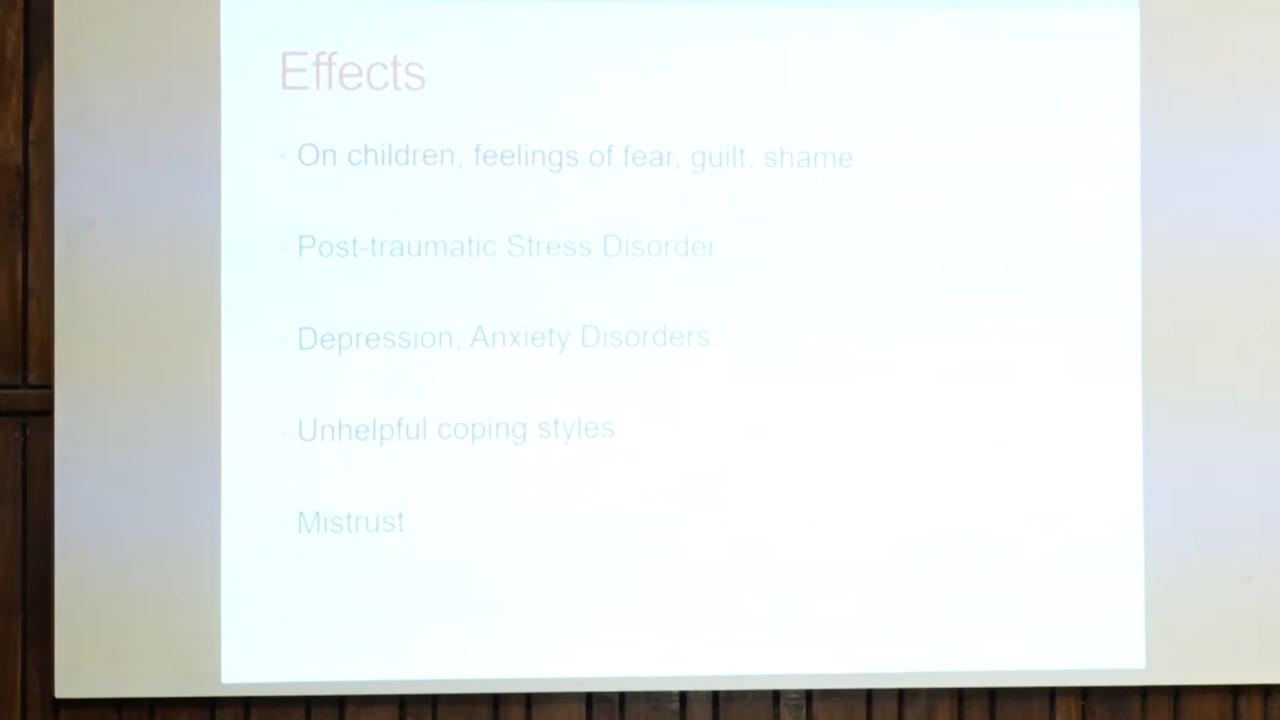 Effects
On children, feelings of fear, guilt, shame
Post-traumatic Stress Disorder
Depression, Anxiety Disorders
Unhelpful coping styles
Mistrust